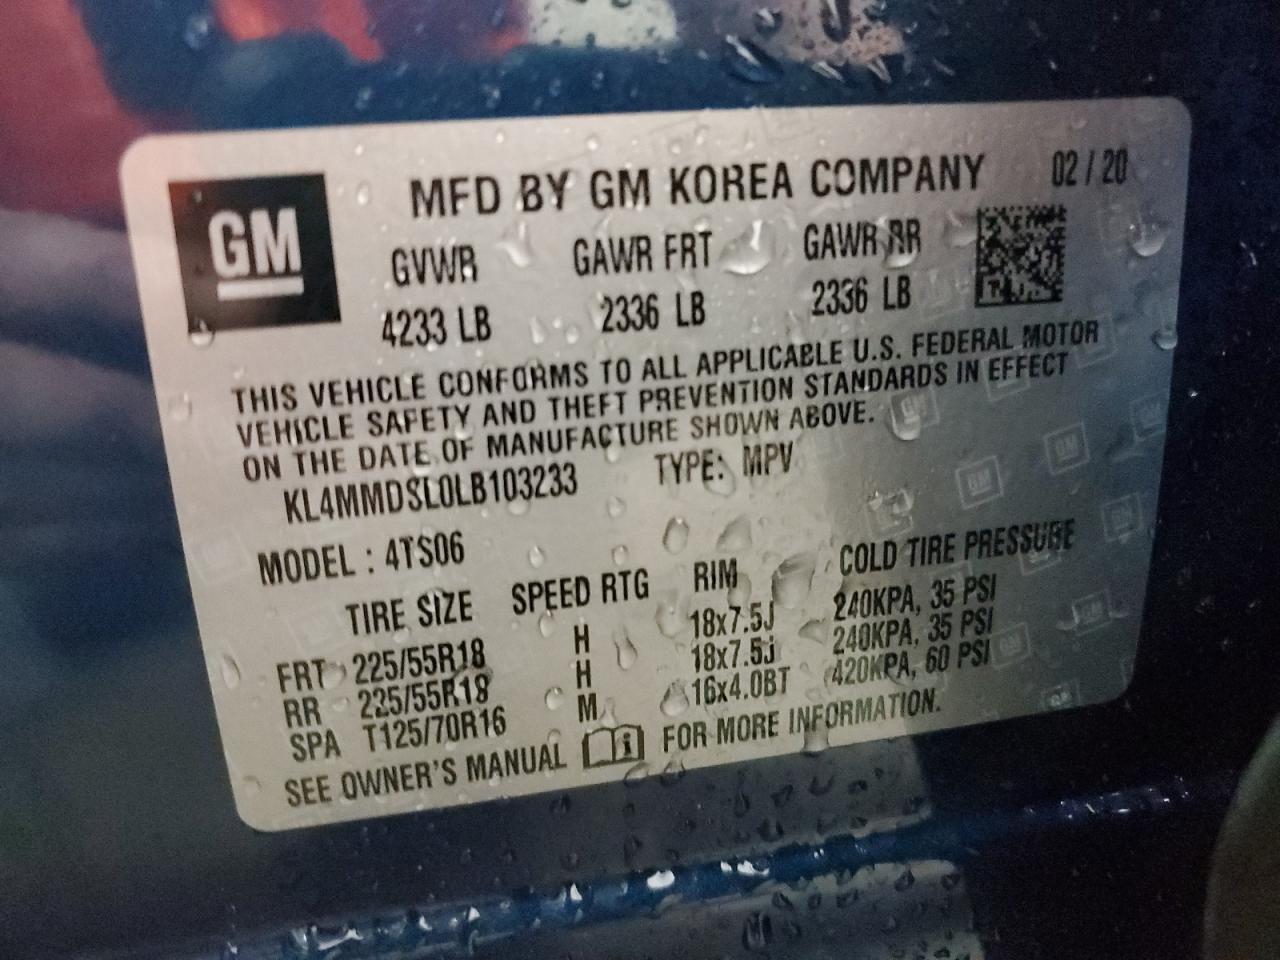 GM
MFD BY GM KOREA COMPANY 02 / 20
GVWR GAWR FRT GAWR RR
4233 LB 2336 LB 2336 LB
THIS VEHICLE CONFORMS TO ALL APPLICABLE U.S. FEDERAL MOTOR
VEHICLE SAFETY AND THEFT PREVENTION STANDARDS IN EFFECT
ON THE DATE OF MANUFACTURE SHOWN ABOVE.
KL4MMDSL0LB103233 TYPE: MPV
MODEL : 4TS06
TIRE SIZE SPEED RTG RIM COLD TIRE PRESSURE
FRT 225/55R18 H 18x7.5J 240KPA, 35 PSI
RR 225/55R18 H 18x7.5J 240KPA, 35 PSI
SPA T125/70R16 M 16x4.0BT 420KPA, 60 PSI
SEE OWNER'S MANUAL FOR MORE INFORMATION.